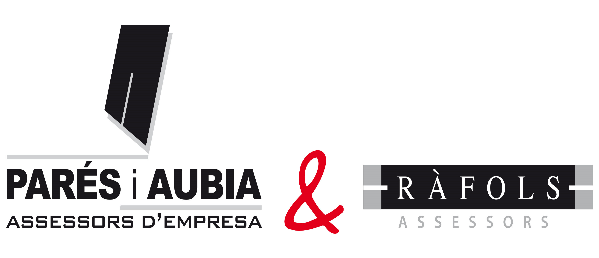 PARÉS i AUBIA
ASSESSORS D'EMPRESA
&
RÀFOLS
ASSESSORS